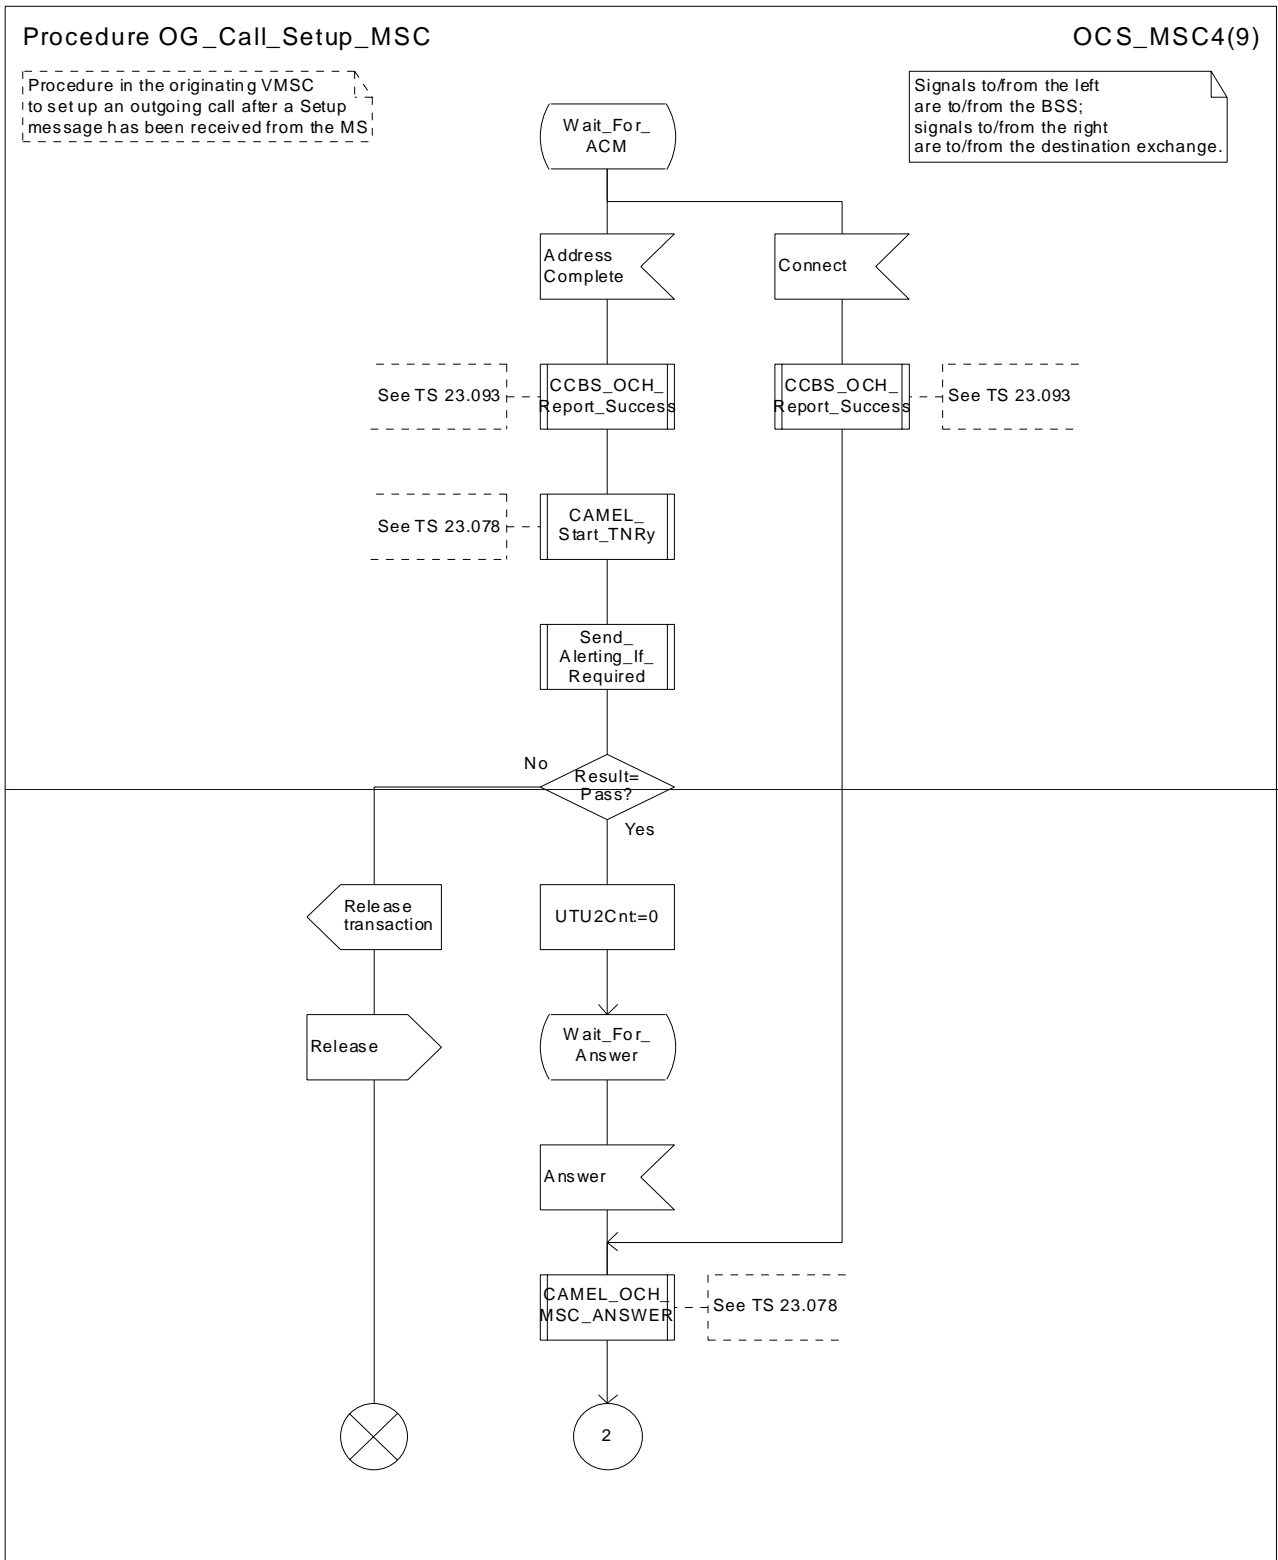 Procedure OG_Call_Setup_MSC
OCS_MSC4(9)
Procedure in the originating VMSC
to set up an outgoing call after a Setup
message has been received from the MS
Signals to/from the left
are to/from the BSS;
signals to/from the right
are to/from the destination exchange.
Wait_For_
ACM
Address
Complete
Connect
See TS 23.093
CCBS_OCH_
Report_Success
CCBS_OCH_
Report_Success
See TS 23.093
See TS 23.078
CAMEL_
Start_TNRy
Send_
Alerting_If_
Required
No
Result=
Pass?
Yes
Release
transaction
UTU2Cnt:=0
Release
Wait_For_
Answer
Answer
CAMEL_OCH_
MSC_ANSWER
See TS 23.078
2